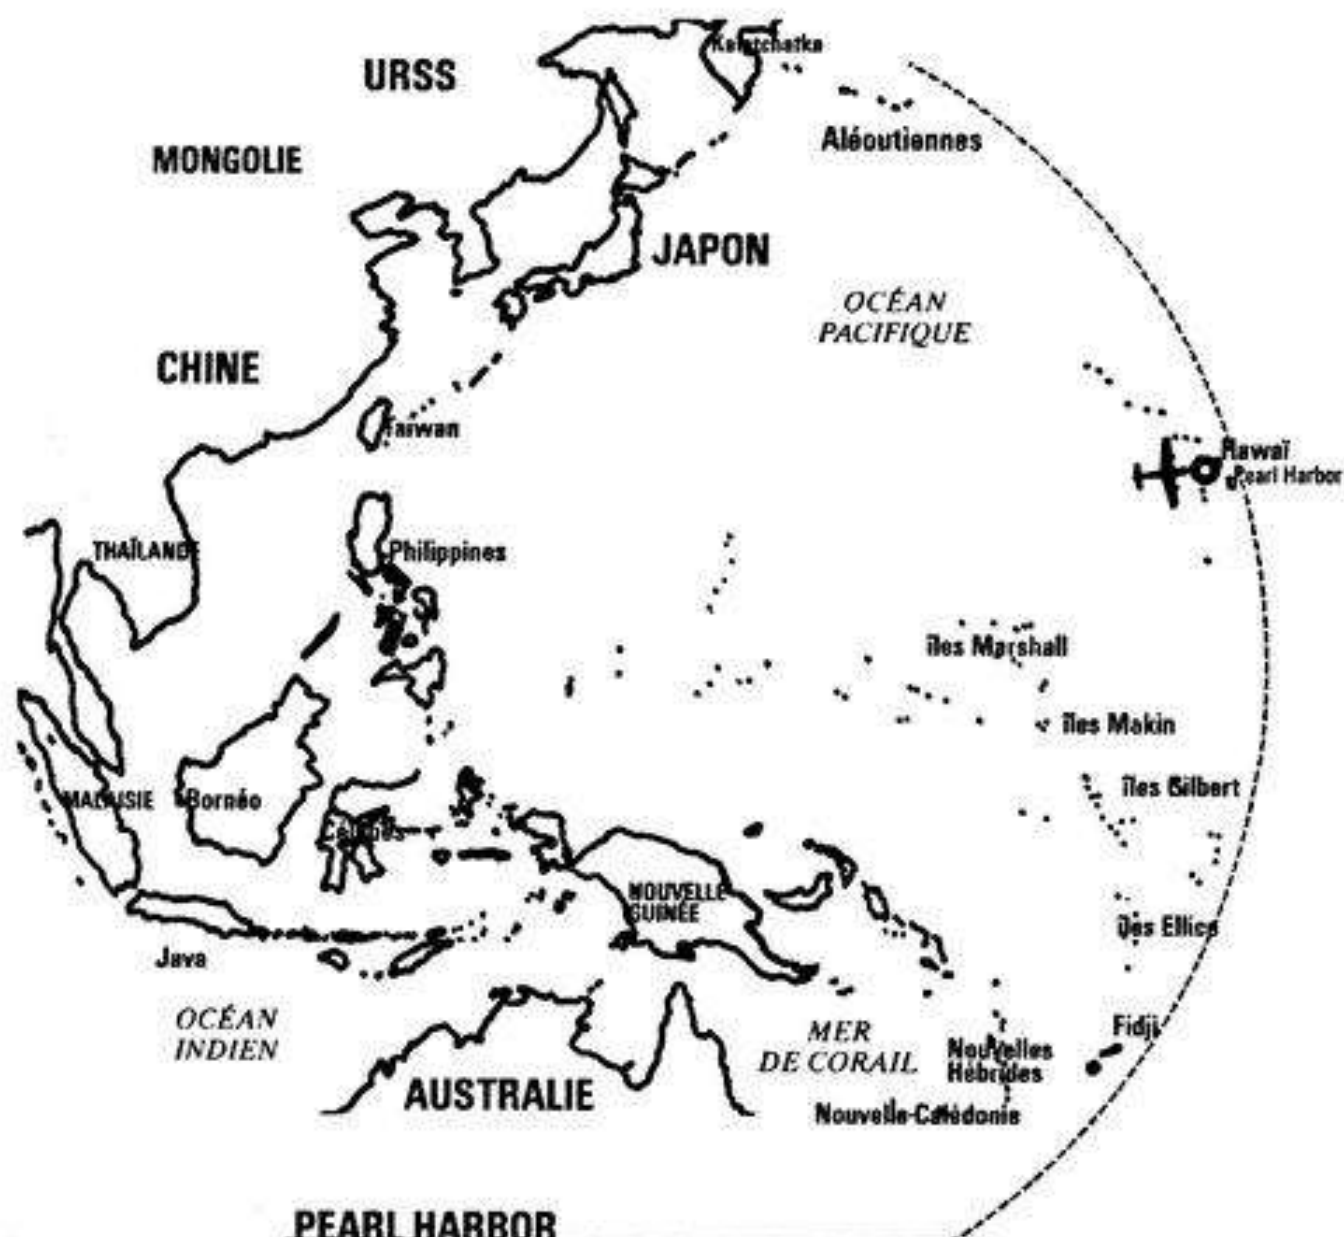 Kamtchatka
URSS
Aléoutiennes
MONGOLIE
JAPON
OCÉAN
PACIFIQUE
CHINE
Taïwan
Hawaï
Pearl Harbor
THAÏLANDE
Philippines
îles Marshall
îles Makin
îles Gilbert
MALAISIE
Bornéo
Célèbes
NOUVELLE
GUINÉE
îles Ellice
Java
OCÉAN
INDIEN
MER
DE CORAIL
Fidji
Nouvelles
Hébrides
AUSTRALIE
Nouvelle-Calédonie
PEARL HARBOR